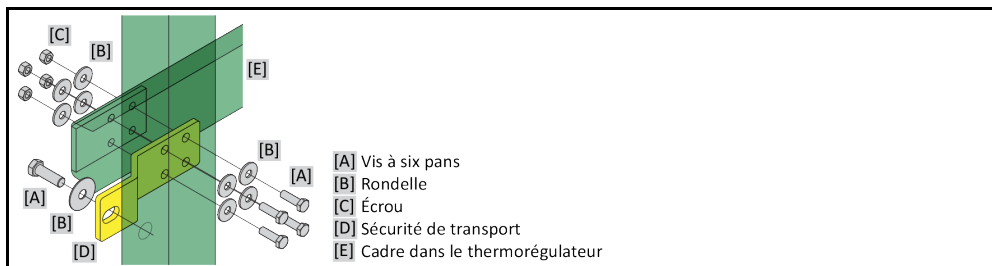 [C]
[B]
[E]
[B]
[A]
[A]
[B]
[D]
[A] Vis à six pans
[B] Rondelle
[C] Écrou
[D] Sécurité de transport
[E] Cadre dans le thermorégulateur